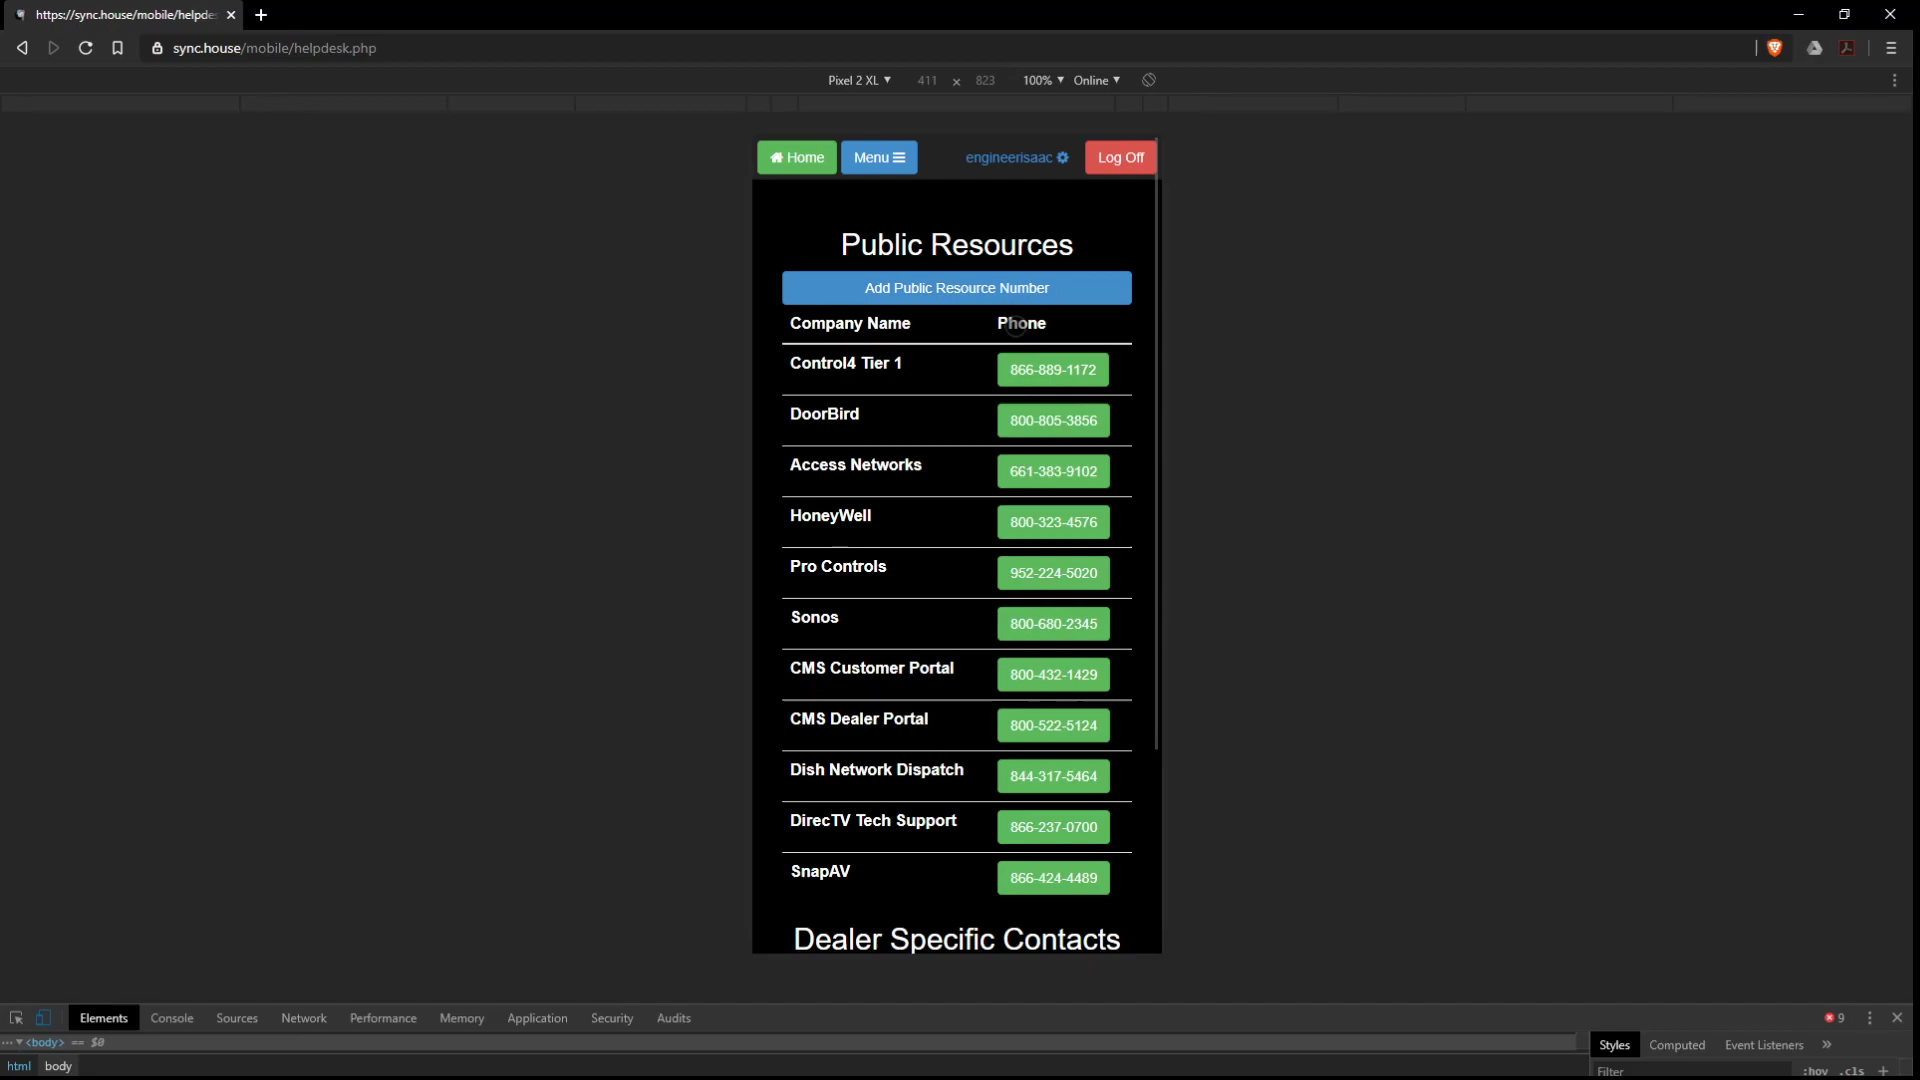 https://sync.house/mobile/helpde
sync.house/mobile/helpdesk.php
Pixel 2 XL 411 x 823 100% Online
Home Menu engineerisaac Log Off
Public Resources
Add Public Resource Number
Company Name Phone
Control4 Tier 1 866-889-1172
DoorBird 800-805-3856
Access Networks 661-383-9102
HoneyWell 800-323-4576
Pro Controls 952-224-5020
Sonos 800-680-2345
CMS Customer Portal 800-432-1429
CMS Dealer Portal 800-522-5124
Dish Network Dispatch 844-317-5464
DirecTV Tech Support 866-237-0700
SnapAV 866-424-4489
Dealer Specific Contacts
Elements Console Sources Network Performance Memory Application Security Audits 9
... <body> == $0
Styles Computed Event Listeners »
html body
Filter :hov .cls +